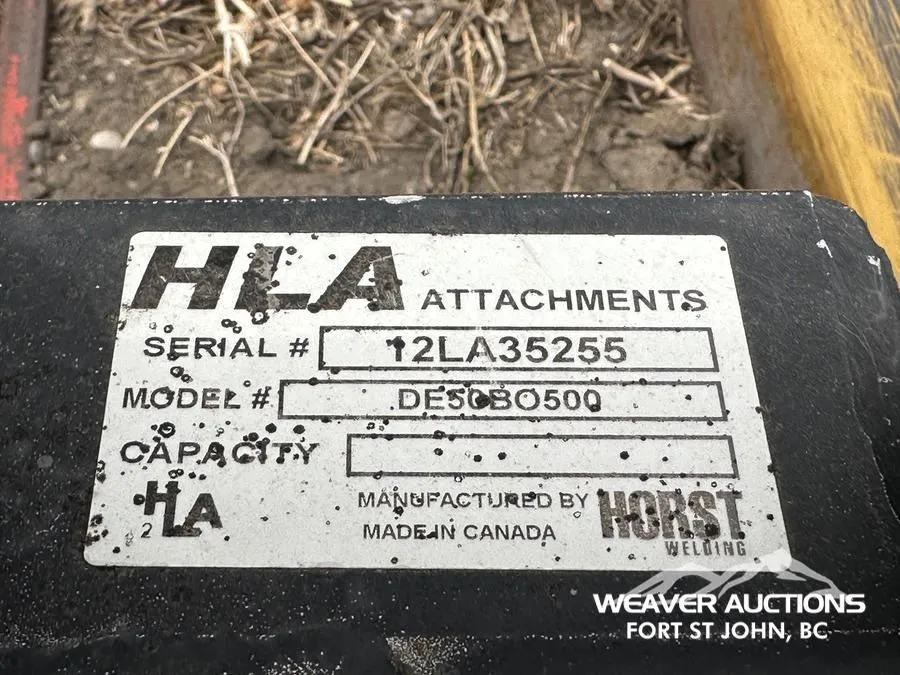 HLA ATTACHMENTS
SERIAL # 12LA35255
MODEL # DE50BO500
CAPACITY
HLA
2
MANUFACTURED BY HORST
MADE IN CANADA WELDING
WEAVER AUCTIONS
FORT ST JOHN, BC